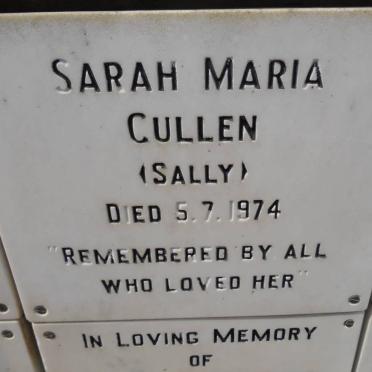 SARAH MARIA
CULLEN
(SALLY)
DIED 5.7.1974
"REMEMBERED BY ALL
WHO LOVED HER"
IN LOVING MEMORY
OF